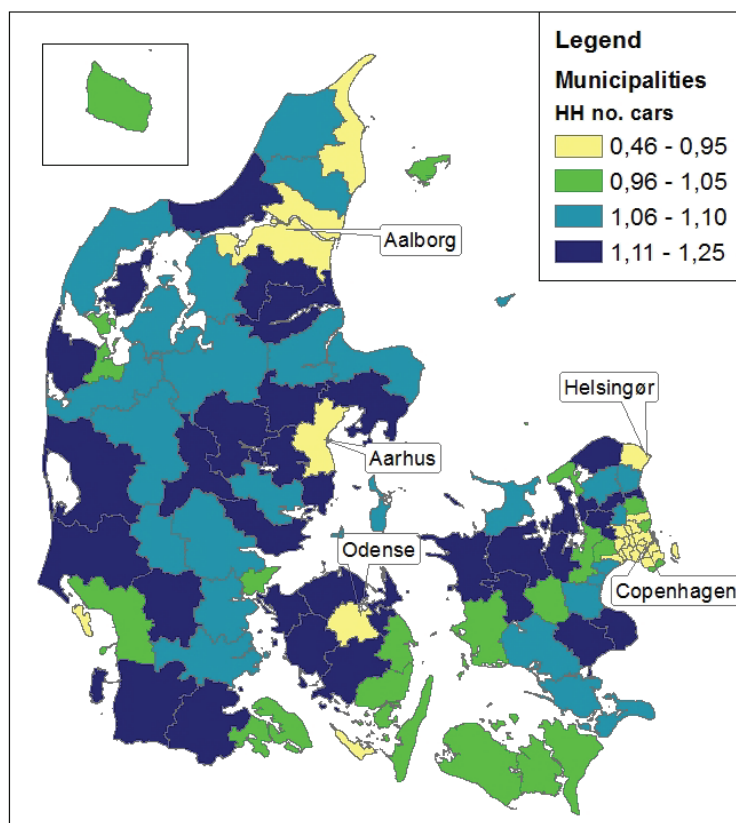 Legend
Municipalities
HH no. cars
0,46 - 0,95
0,96 - 1,05
1,06 - 1,10
1,11 - 1,25
Aalborg
Helsingør
Aarhus
Odense
Copenhagen